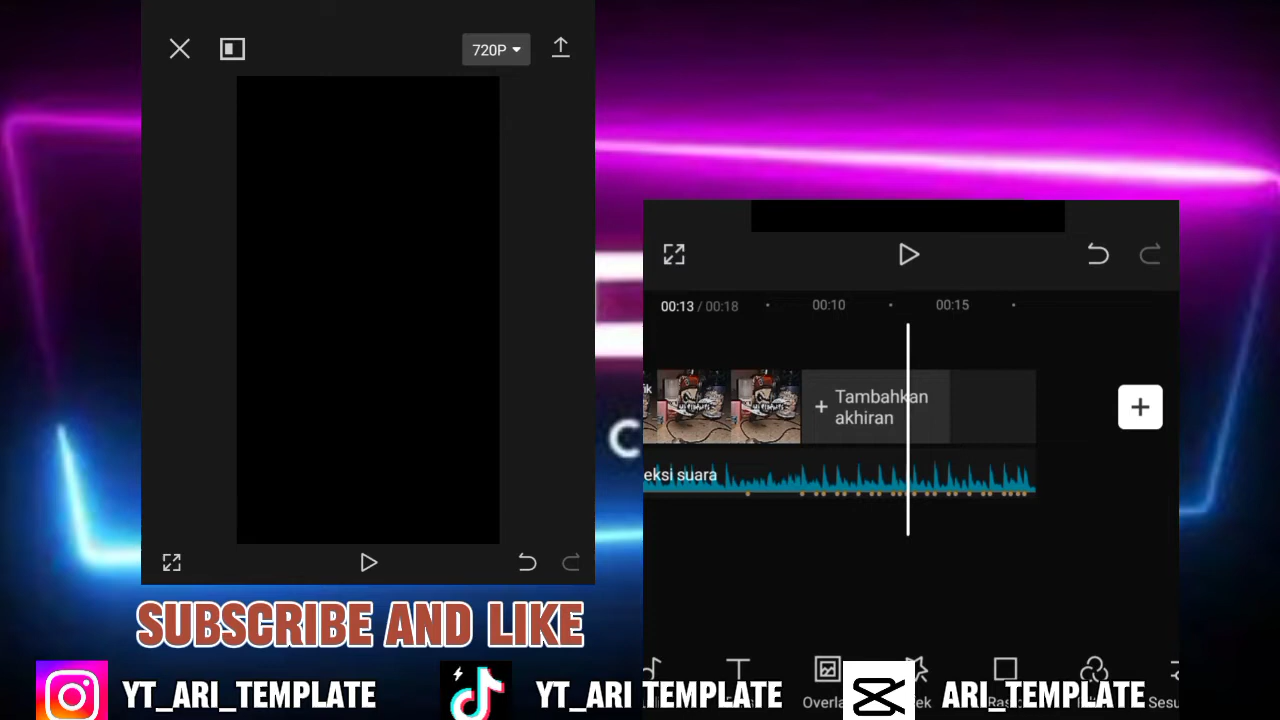 720P
00:13 / 00:18
00:10
00:15
Tambahkan
akhiran
eksi suara
SUBSCRIBE AND LIKE
YT_ARI_TEMPLATE
YT_ARI TEMPLATE
ARI_TEMPLATE